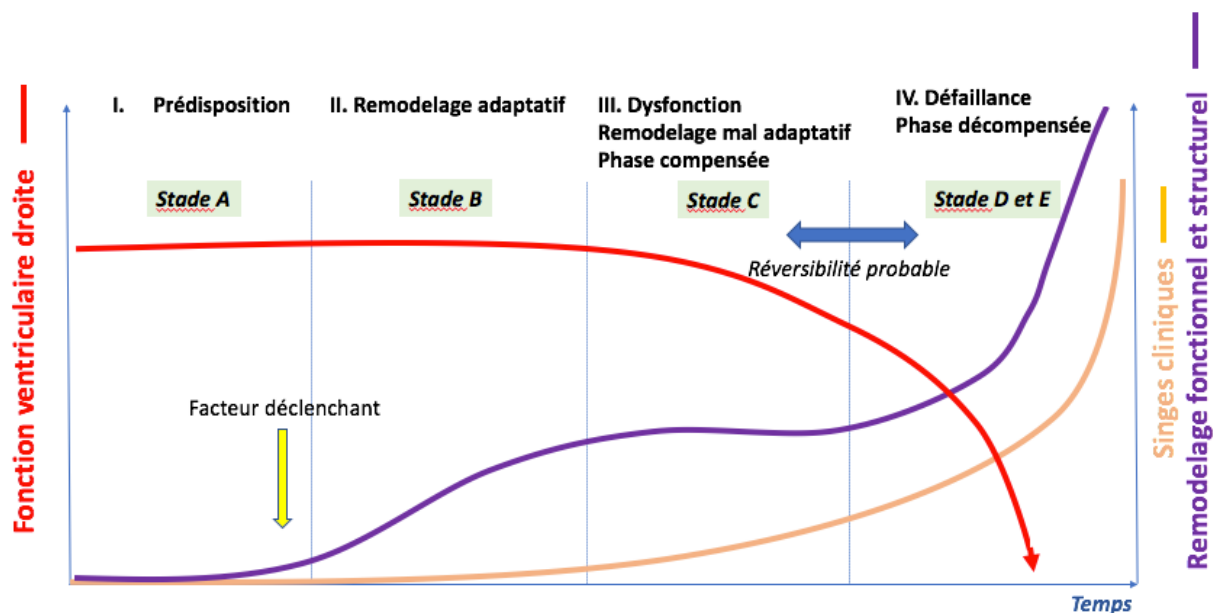 I. Prédisposition
II. Remodelage adaptatif
III. Dysfonction
Remodelage mal adaptatif
Phase compensée
IV. Défaillance
Phase décompensée
Stade A
Stade B
Stade C
Stade D et E
Réversibilité probable
Facteur déclenchant
Temps
Fonction ventriculaire droite
Singes cliniques
Remodelage fonctionnel et structurel